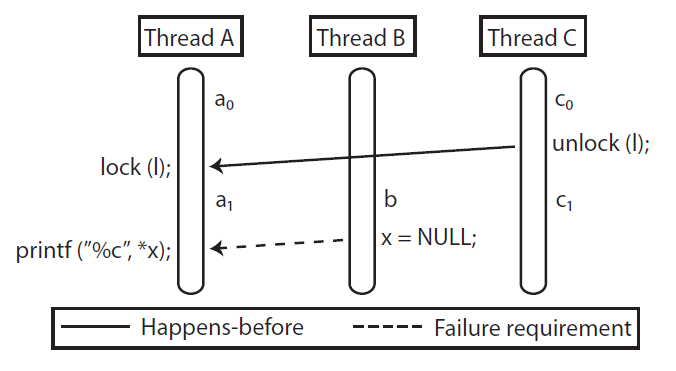 Thread A Thread B Thread C
a₀ c₀
unlock (l);
lock (l);
a₁ b c₁
x = NULL;
printf (”%c”, *x);
Happens-before Failure requirement